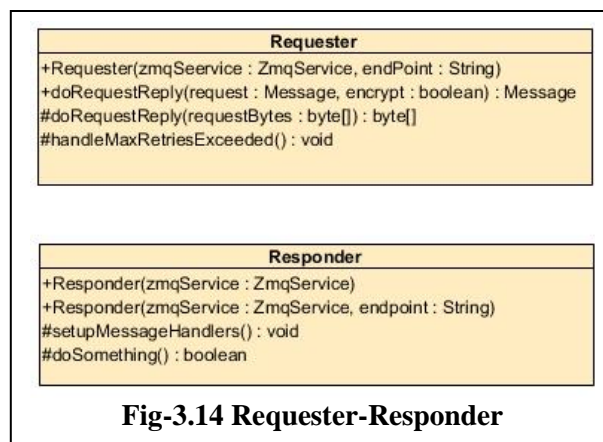 Requester
+Requester(zmqSeervice : ZmqService, endPoint : String)
+doRequestReply(request : Message, encrypt : boolean) : Message
#doRequestReply(requestBytes : byte[]) : byte[]
#handleMaxRetriesExceeded() : void
Responder
+Responder(zmqService : ZmqService)
+Responder(zmqService : ZmqService, endpoint : String)
#setupMessageHandlers() : void
#doSomething() : boolean
Fig-3.14 Requester-Responder